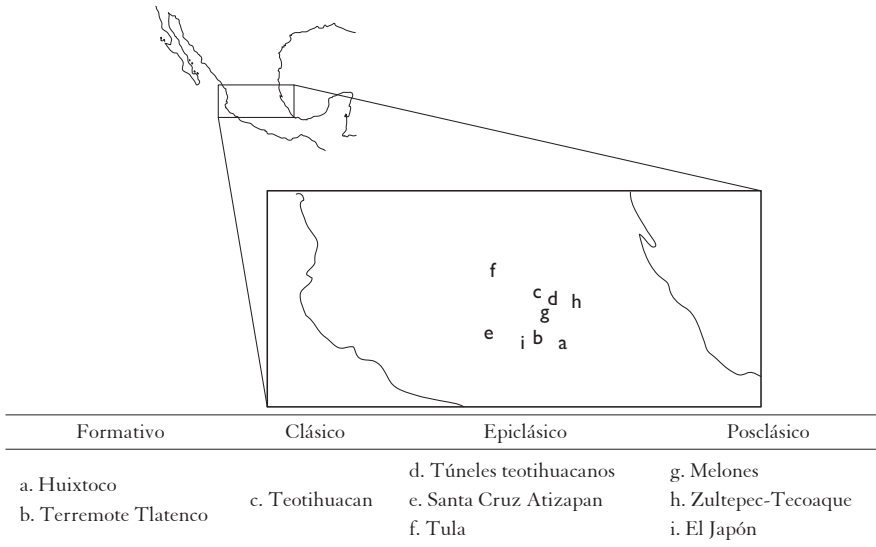 f
c
d
h
g
e
i
b
a
Formativo Clásico Epiclásico Posclásico
a. Huixtoco
b. Terremote Tlatenco
c. Teotihuacan
d. Túneles teotihuacanos
e. Santa Cruz Atizapan
f. Tula
g. Melones
h. Zultepec-Tecoaque
i. El Japón